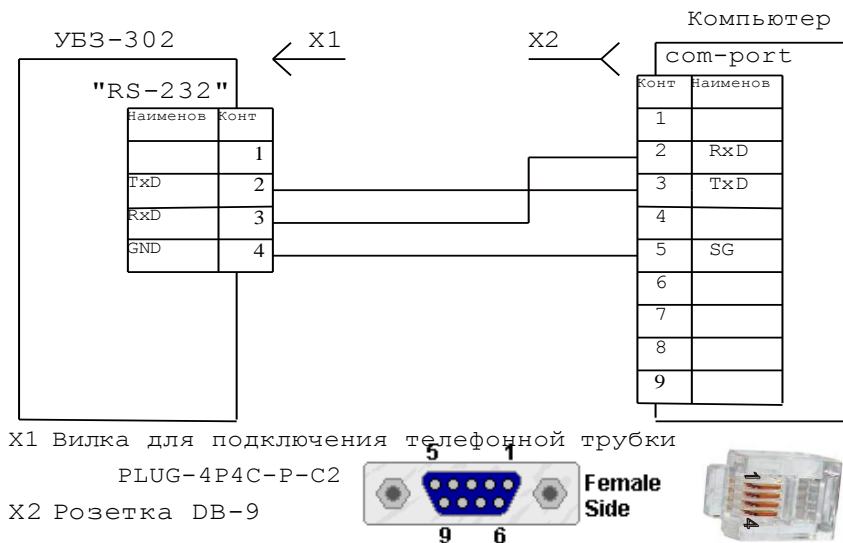 Компьютер
УБЗ-302
X1
X2
com-port
"RS-232"
Наименов Конт
1
TxD 2
RxD 3
GND 4
Конт Наименов
1
2 RxD
3 TxD
4
5 SG
6
7
8
9
X1 Вилка для подключения телефонной трубки
PLUG-4P4C-P-C2
X2 Розетка DB-9
5 1
9 6
Female
Side
1
4